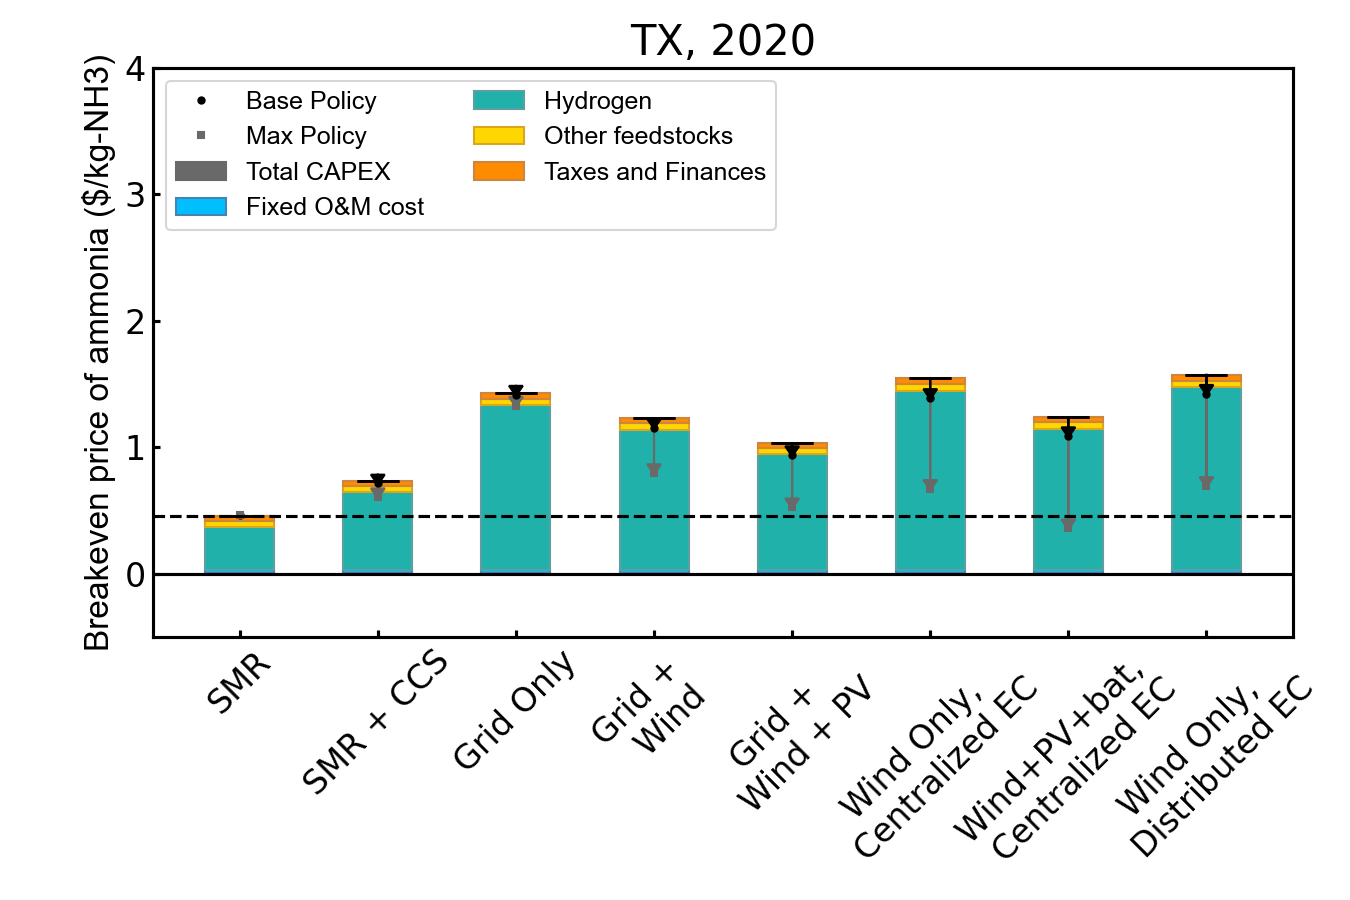 TX, 2020
Breakeven price of ammonia ($/kg-NH3)
4
3
2
1
0
Base Policy
Max Policy
Total CAPEX
Fixed O&M cost
Hydrogen
Other feedstocks
Taxes and Finances
SMR
SMR + CCS
Grid Only
Grid +
Wind
Grid +
Wind + PV
Wind Only,
Centralized EC
Wind+PV+bat,
Centralized EC
Wind Only,
Distributed EC